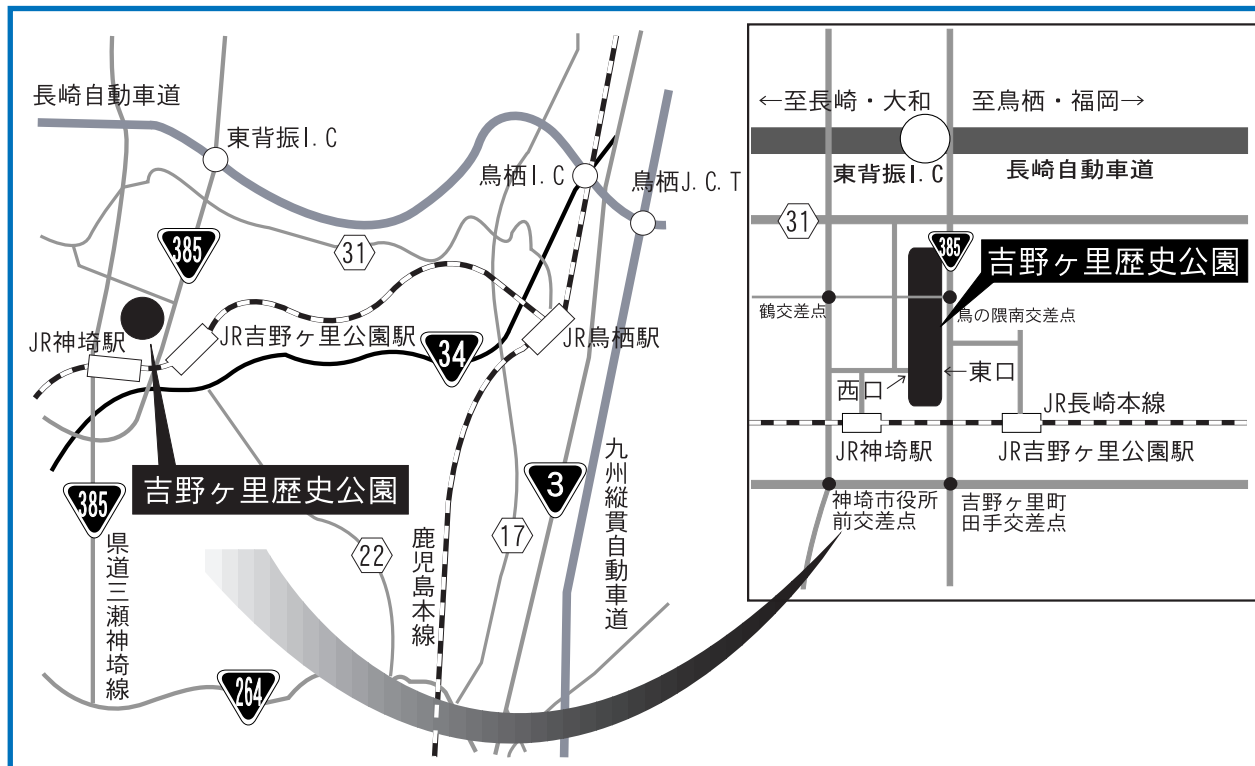 長崎自動車道
東背振I.C
鳥栖I.C
鳥栖J.C.T
385
31
JR神埼駅
JR吉野ヶ里公園駅
34
JR鳥栖駅
吉野ヶ里歴史公園
385
県道三瀬神埼線
22
鹿児島本線
17
3
九州縦貫自動車道
264
←至長崎・大和
至鳥栖・福岡→
東背振I.C
長崎自動車道
31
385
吉野ヶ里歴史公園
鶴交差点
鳥の隈南交差点
西口
←東口
JR長崎本線
JR神埼駅
JR吉野ヶ里公園駅
神埼市役所
前交差点
吉野ヶ里町
田手交差点